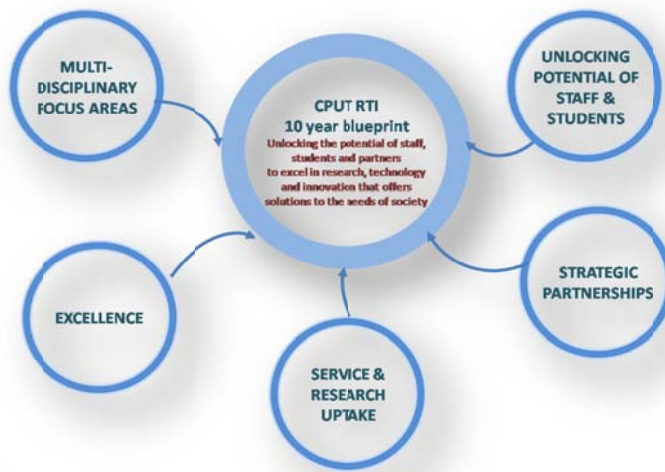 MULTI-
DISCIPLINARY
FOCUS AREAS
CPUT RTI
10 year blueprint
Unlocking the potential of staff,
students and partners
to excel in research, technology
and innovation that offers
solutions to the needs of society
UNLOCKING
POTENTIAL OF
STAFF &
STUDENTS
EXCELLENCE
SERVICE &
RESEARCH
UPTAKE
STRATEGIC
PARTNERSHIPS